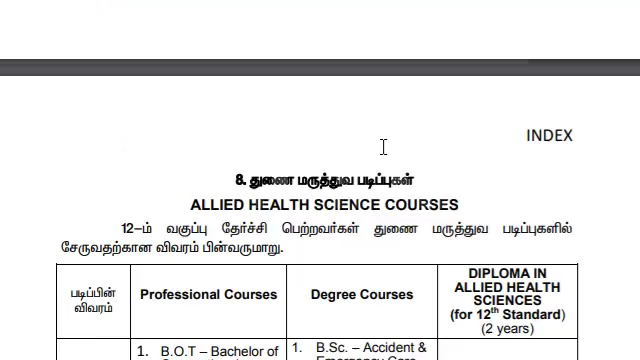 INDEX
8. துணை மருத்துவ படிப்புகள்
ALLIED HEALTH SCIENCE COURSES
12–ம் வகுப்பு தேர்ச்சி பெற்றவர்கள் துணை மருத்துவ படிப்புகளில்
சேருவதற்கான விவரம் பின்வருமாறு.
படிப்பின்
விவரம்
Professional Courses
Degree Courses
DIPLOMA IN
ALLIED HEALTH
SCIENCES
(for 12th Standard)
(2 years)
1. B.O.T – Bachelor of
1. B.Sc. – Accident &
Emergency Care